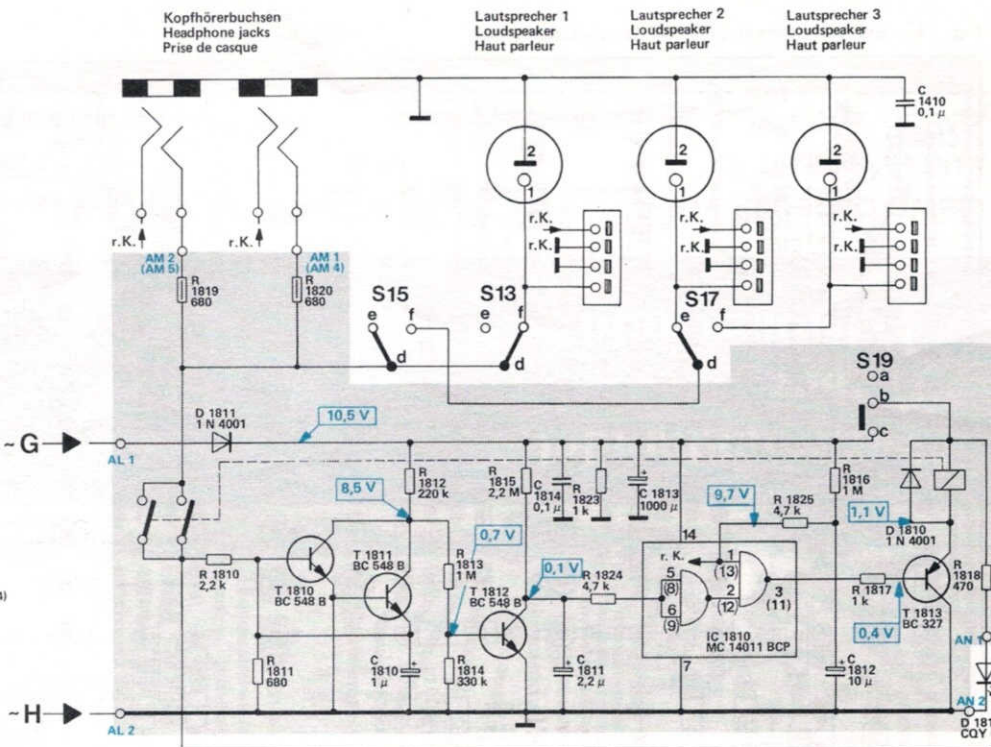 Kopfhörerbuchsen
Headphone jacks
Prise de casque
Lautsprecher 1
Loudspeaker
Haut parleur
Lautsprecher 2
Loudspeaker
Haut parleur
Lautsprecher 3
Loudspeaker
Haut parleur
C
1410
0,1 µ
2
1
2
1
2
1
r.K.
r.K.
r.K.
r.K.
r.K.
r.K.
r.K.
AM 2
(AM 5)
R
1819
680
r.K.
AM 1
(AM 4)
R
1820
680
S15
e
f
d
S13
e
f
d
S17
e
f
d
S19
a
b
c
~G
AL 1
D 1811
1 N 4001
10,5 V
R
1812
220 k
8,5 V
R
1815
2,2 M
C
1814
0,1 µ
R
1823
1 k
C 1813
1000 µ
9,7 V
R 1825
4,7 k
R
1816
1 M
1,1 V
D 1810
1 N 4001
R 1810
2,2 k
T 1810
BC 548 B
T 1811
BC 548 B
R
1813
1 M
0,7 V
T 1812
BC 548 B
0,1 V
R 1824
4,7 k
14
r. K.
1
(13)
5
(8)
6
(9)
2
(12)
3
(11)
IC 1810
MC 14011 BCP
7
R 1817
1 k
0,4 V
T 1813
BC 327
R
1818
470
4)
R
1811
680
C
1810
1 µ
R
1814
330 k
C
1811
2,2 µ
C
1812
10 µ
AN 1
AN 2
~H
AL 2
D 181
CQY